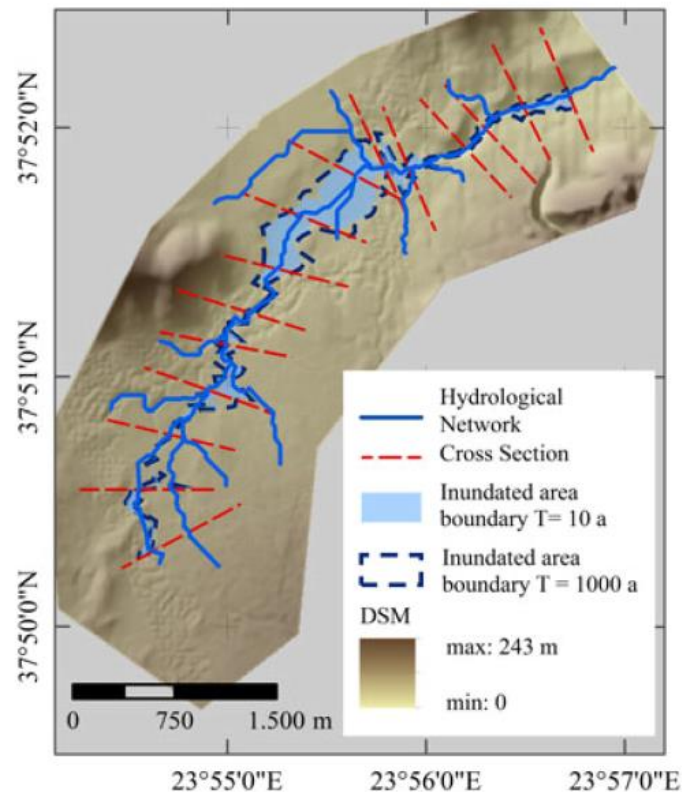 37°52'0"N
37°51'0"N
37°50'0"N
Hydrological
Network
Cross Section
Inundated area
boundary T= 10 a
Inundated area
boundary T = 1000 a
DSM
max: 243 m
min: 0
0 750 1.500 m
23°55'0"E 23°56'0"E 23°57'0"E